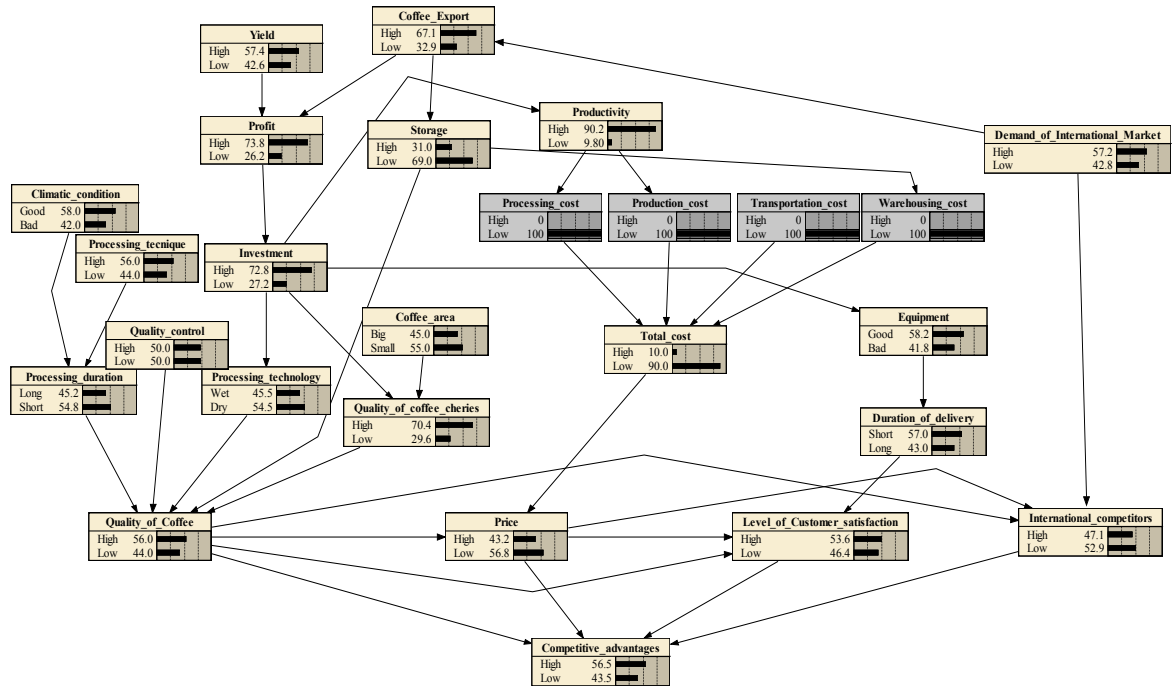 Coffee_Export
High 67.1
Low 32.9
Yield
High 57.4
Low 42.6
Productivity
High 90.2
Low 9.80
Profit
High 73.8
Low 26.2
Storage
High 31.0
Low 69.0
Demand_of_International_Market
High 57.2
Low 42.8
Climatic_condition
Good 58.0
Bad 42.0
Processing_cost
High 0
Low 100
Production_cost
High 0
Low 100
Transportation_cost
High 0
Low 100
Warehousing_cost
High 0
Low 100
Processing_tecnique
High 56.0
Low 44.0
Investment
High 72.8
Low 27.2
Coffee_area
Big 45.0
Small 55.0
Equipment
Good 58.2
Bad 41.8
Quality_control
High 50.0
Low 50.0
Total_cost
High 10.0
Low 90.0
Processing_duration
Long 45.2
Short 54.8
Processing_technology
Wet 45.5
Dry 54.5
Quality_of_coffee_cheries
High 70.4
Low 29.6
Duration_of_delivery
Short 57.0
Long 43.0
Quality_of_Coffee
High 56.0
Low 44.0
Price
High 43.2
Low 56.8
Level_of_Customer_satisfaction
High 53.6
Low 46.4
International_competitors
High 47.1
Low 52.9
Competitive_advantages
High 56.5
Low 43.5